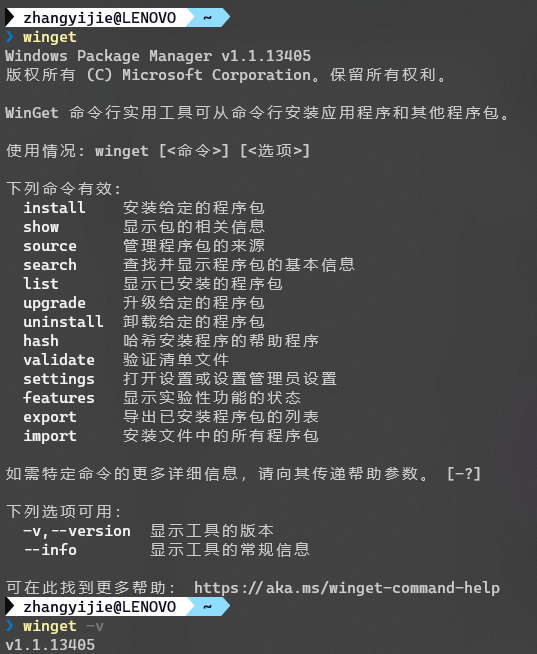 zhangyijie@LENOVO ~
❯ winget
Windows Package Manager v1.1.13405
版权所有 (C) Microsoft Corporation。保留所有权利。
WinGet 命令行实用工具可从命令行安装应用程序和其他程序包。
使用情况: winget [<命令>] [<选项>]
下列命令有效:
install 安装给定的程序包
show 显示包的相关信息
source 管理程序包的来源
search 查找并显示程序包的基本信息
list 显示已安装的程序包
upgrade 升级给定的程序包
uninstall 卸载给定的程序包
hash 哈希安装程序的帮助程序
validate 验证清单文件
settings 打开设置或设置管理员设置
features 显示实验性功能的状态
export 导出已安装程序包的列表
import 安装文件中的所有程序包
如需特定命令的更多详细信息，请向其传递帮助参数。 [-?]
下列选项可用:
-v,--version 显示工具的版本
--info 显示工具的常规信息
可在此找到更多帮助: https://aka.ms/winget-command-help
zhangyijie@LENOVO ~
❯ winget -v
v1.1.13405